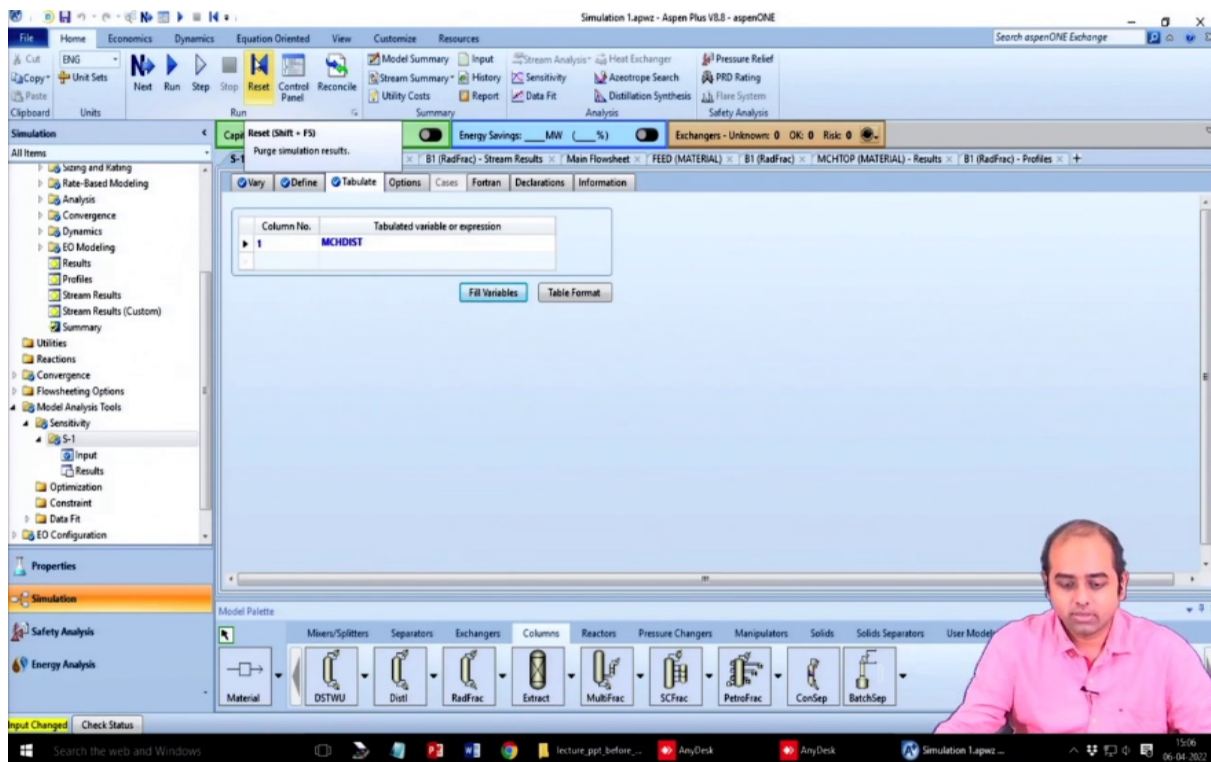 Simulation 1.apwz - Aspen Plus V8.8 - aspenONE
File Home Economics Dynamics Equation Oriented View Customize Resources Search aspenONE Exchange
Cut ENG Model Summary Input Stream Analysis Heat Exchanger Pressure Relief
Copy Unit Sets Next Run Step Stop Reset Control Panel Reconcile Stream Summary History Sensitivity Azeotrope Search PRD Rating
Paste Utility Costs Report Data Fit Distillation Synthesis Flare System
Clipboard Units Run Summary Analysis Safety Analysis
Simulation
Reset (Shift + F5)
Purge simulation results.
Energy Savings: ____MW (____%) Exchangers - Unknown: 0 OK: 0 Risk: 0
All Items
B1 (RadFrac) - Stream Results Main Flowsheet FEED (MATERIAL) B1 (RadFrac) MCHTOP (MATERIAL) - Results B1 (RadFrac) - Profiles +
Vary Define Tabulate Options Cases Fortran Declarations Information
Column No. Tabulated variable or expression
1 MCHDIST
Fill Variables Table Format
Sizing and Rating
Rate-Based Modeling
Analysis
Convergence
Dynamics
EO Modeling
Results
Profiles
Stream Results
Stream Results (Custom)
Summary
Utilities
Reactions
Convergence
Flowsheeting Options
Model Analysis Tools
Sensitivity
S-1
Input
Results
Optimization
Constraint
Data Fit
EO Configuration
Properties
Simulation
Safety Analysis
Energy Analysis
Model Palette
Mixers/Splitters Separators Exchangers Columns Reactors Pressure Changers Manipulators Solids Solids Separators User Models
Material DSTWU Distl RadFrac Extract MultiFrac SCFrac PetroFrac ConSep BatchSep
Input Changed Check Status
Search the web and Windows lecture_ppt_before_... AnyDesk AnyDesk Simulation 1.apwz ... 15:06
06-04-2022